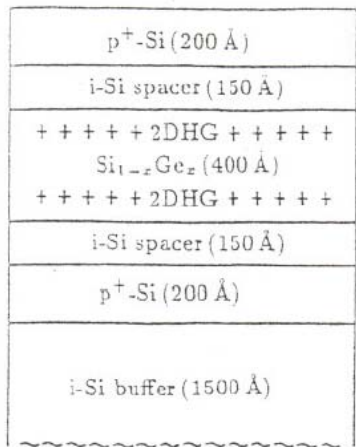 p⁺-Si (200 Å)
i-Si spacer (150 Å)
+ + + + + 2DHG + + + + +
Si₁₋ₓGeₓ (400 Å)
+ + + + + 2DHG + + + + +
i-Si spacer (150 Å)
p⁺-Si (200 Å)
i-Si buffer (1500 Å)